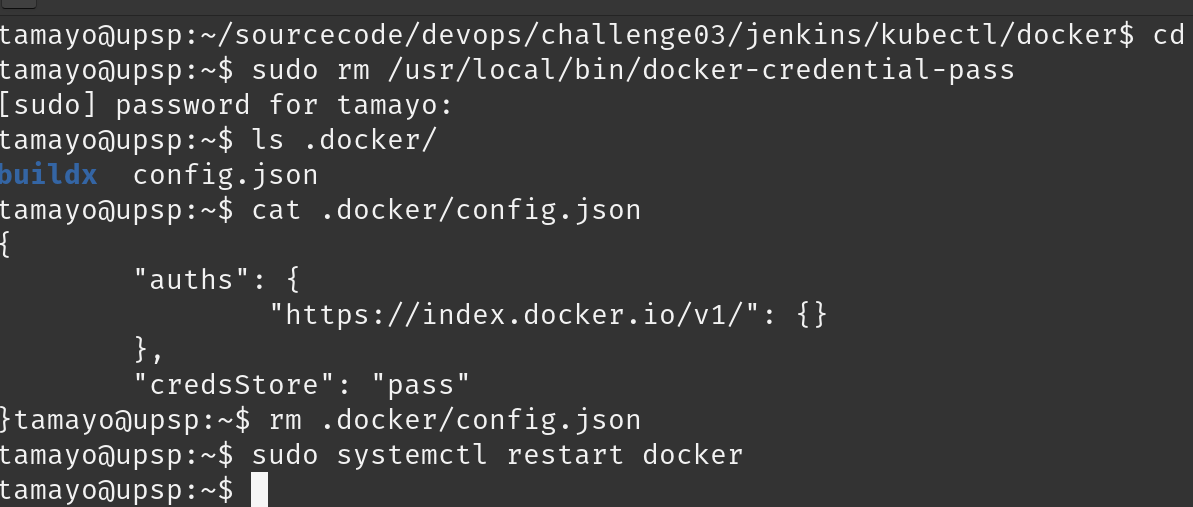 tamayo@upsp:~/sourcecode/devops/challenge03/jenkins/kubectl/docker$ cd
tamayo@upsp:~$ sudo rm /usr/local/bin/docker-credential-pass
[sudo] password for tamayo:
tamayo@upsp:~$ ls .docker/
buildx  config.json
tamayo@upsp:~$ cat .docker/config.json
{
        "auths": {
                "https://index.docker.io/v1/": {}
        },
        "credsStore": "pass"
}tamayo@upsp:~$ rm .docker/config.json
tamayo@upsp:~$ sudo systemctl restart docker
tamayo@upsp:~$